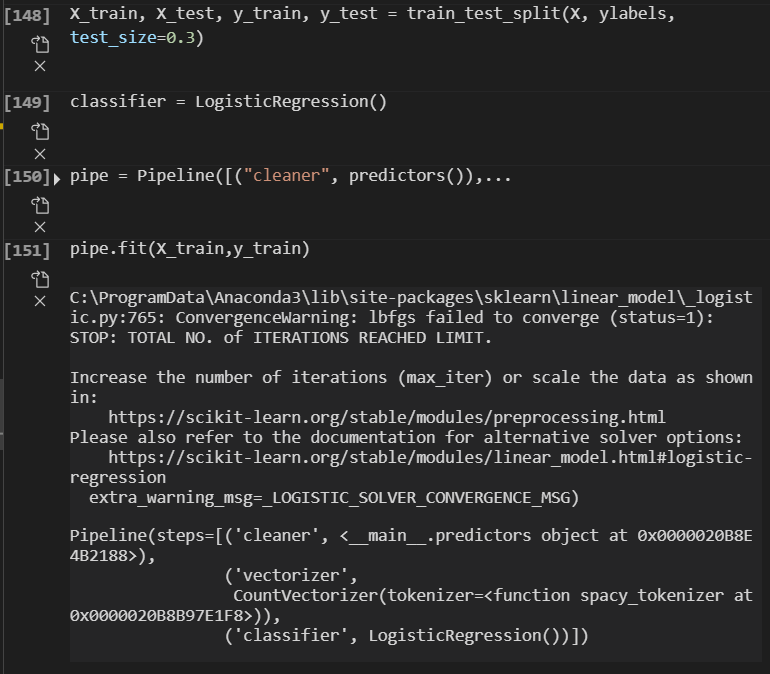 [148] X_train, X_test, y_train, y_test = train_test_split(X, ylabels,
test_size=0.3)
[149] classifier = LogisticRegression()
[150] pipe = Pipeline([("cleaner", predictors()),...
[151] pipe.fit(X_train,y_train)
C:\ProgramData\Anaconda3\lib\site-packages\sklearn\linear_model\_logist
ic.py:765: ConvergenceWarning: lbfgs failed to converge (status=1):
STOP: TOTAL NO. of ITERATIONS REACHED LIMIT.
Increase the number of iterations (max_iter) or scale the data as shown
in:
https://scikit-learn.org/stable/modules/preprocessing.html
Please also refer to the documentation for alternative solver options:
https://scikit-learn.org/stable/modules/linear_model.html#logistic-
regression
extra_warning_msg=_LOGISTIC_SOLVER_CONVERGENCE_MSG)
Pipeline(steps=[('cleaner', <__main__.predictors object at 0x0000020B8E
4B2188>),
('vectorizer',
CountVectorizer(tokenizer=<function spacy_tokenizer at
0x0000020B8B97E1F8>)),
('classifier', LogisticRegression())])